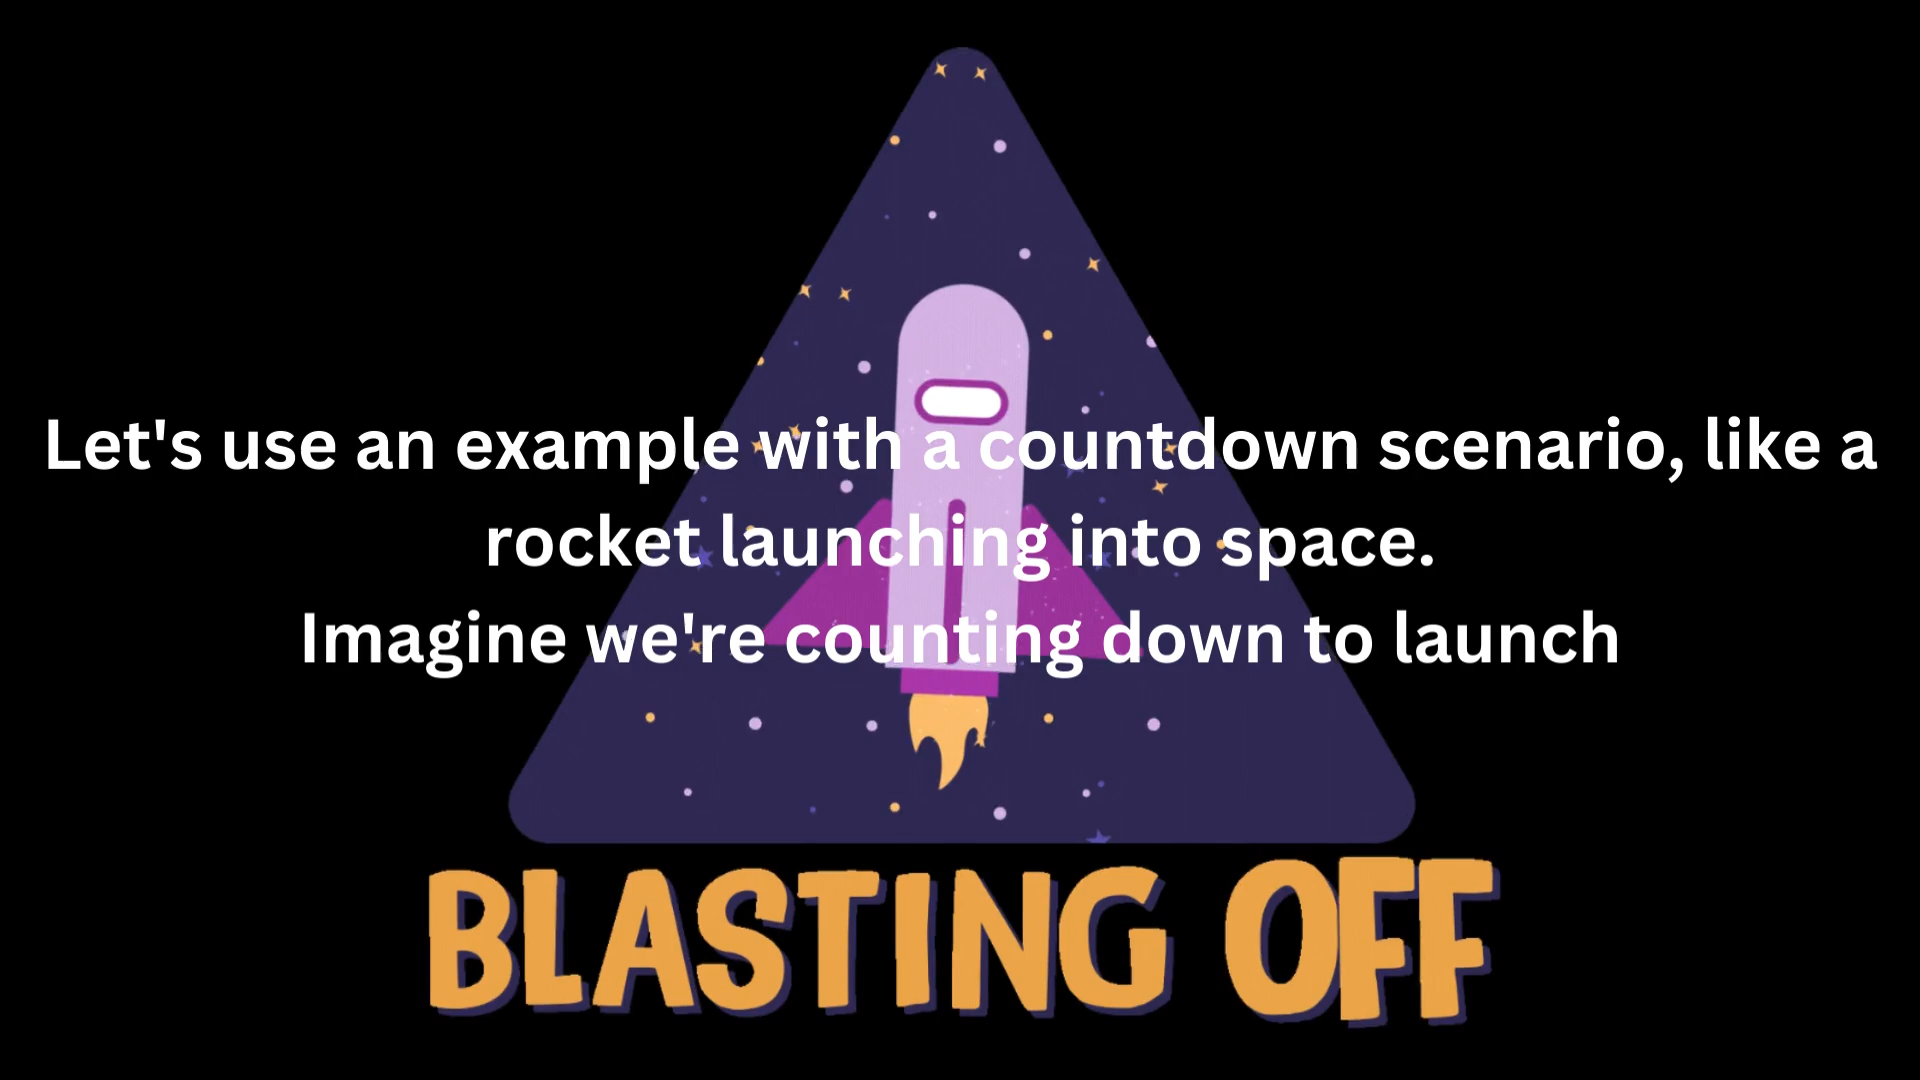 Let's use an example with a countdown scenario, like a
rocket launching into space.
Imagine we're counting down to launch
BLASTING OFF